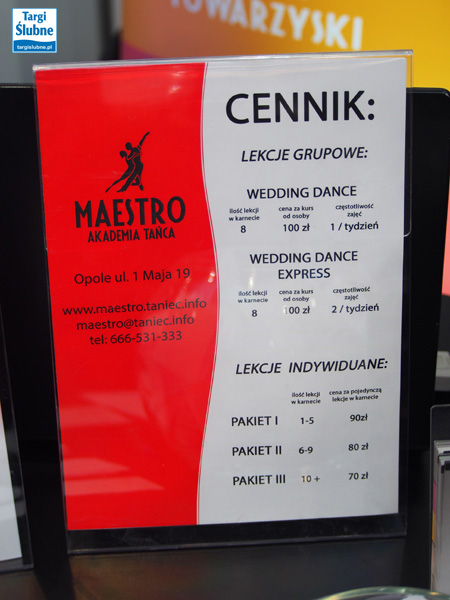 Targi
Ślubne
targislubne.pl
TOWARZYSKI
CENNIK:
LEKCJE GRUPOWE:
WEDDING DANCE
ilość lekcji w karnecie
cena za kurs od osoby
częstotliwość zajęć
8 100 zł 1 / tydzień
WEDDING DANCE
EXPRESS
ilość lekcji w karnecie
cena za kurs od osoby
częstotliwość zajęć
8 100 zł 2 / tydzień
LEKCJE INDYWIDUANE:
ilość lekcji w karnecie
cena za pojedynczą lekcje w karnecie
PAKIET I 1-5 90zł
PAKIET II 6-9 80 zł
PAKIET III 10 + 70 zł
MAESTRO
AKADEMIA TAŃCA
Opole ul. 1 Maja 19
www.maestro.taniec.info
maestro@taniec.info
tel: 666-531-333